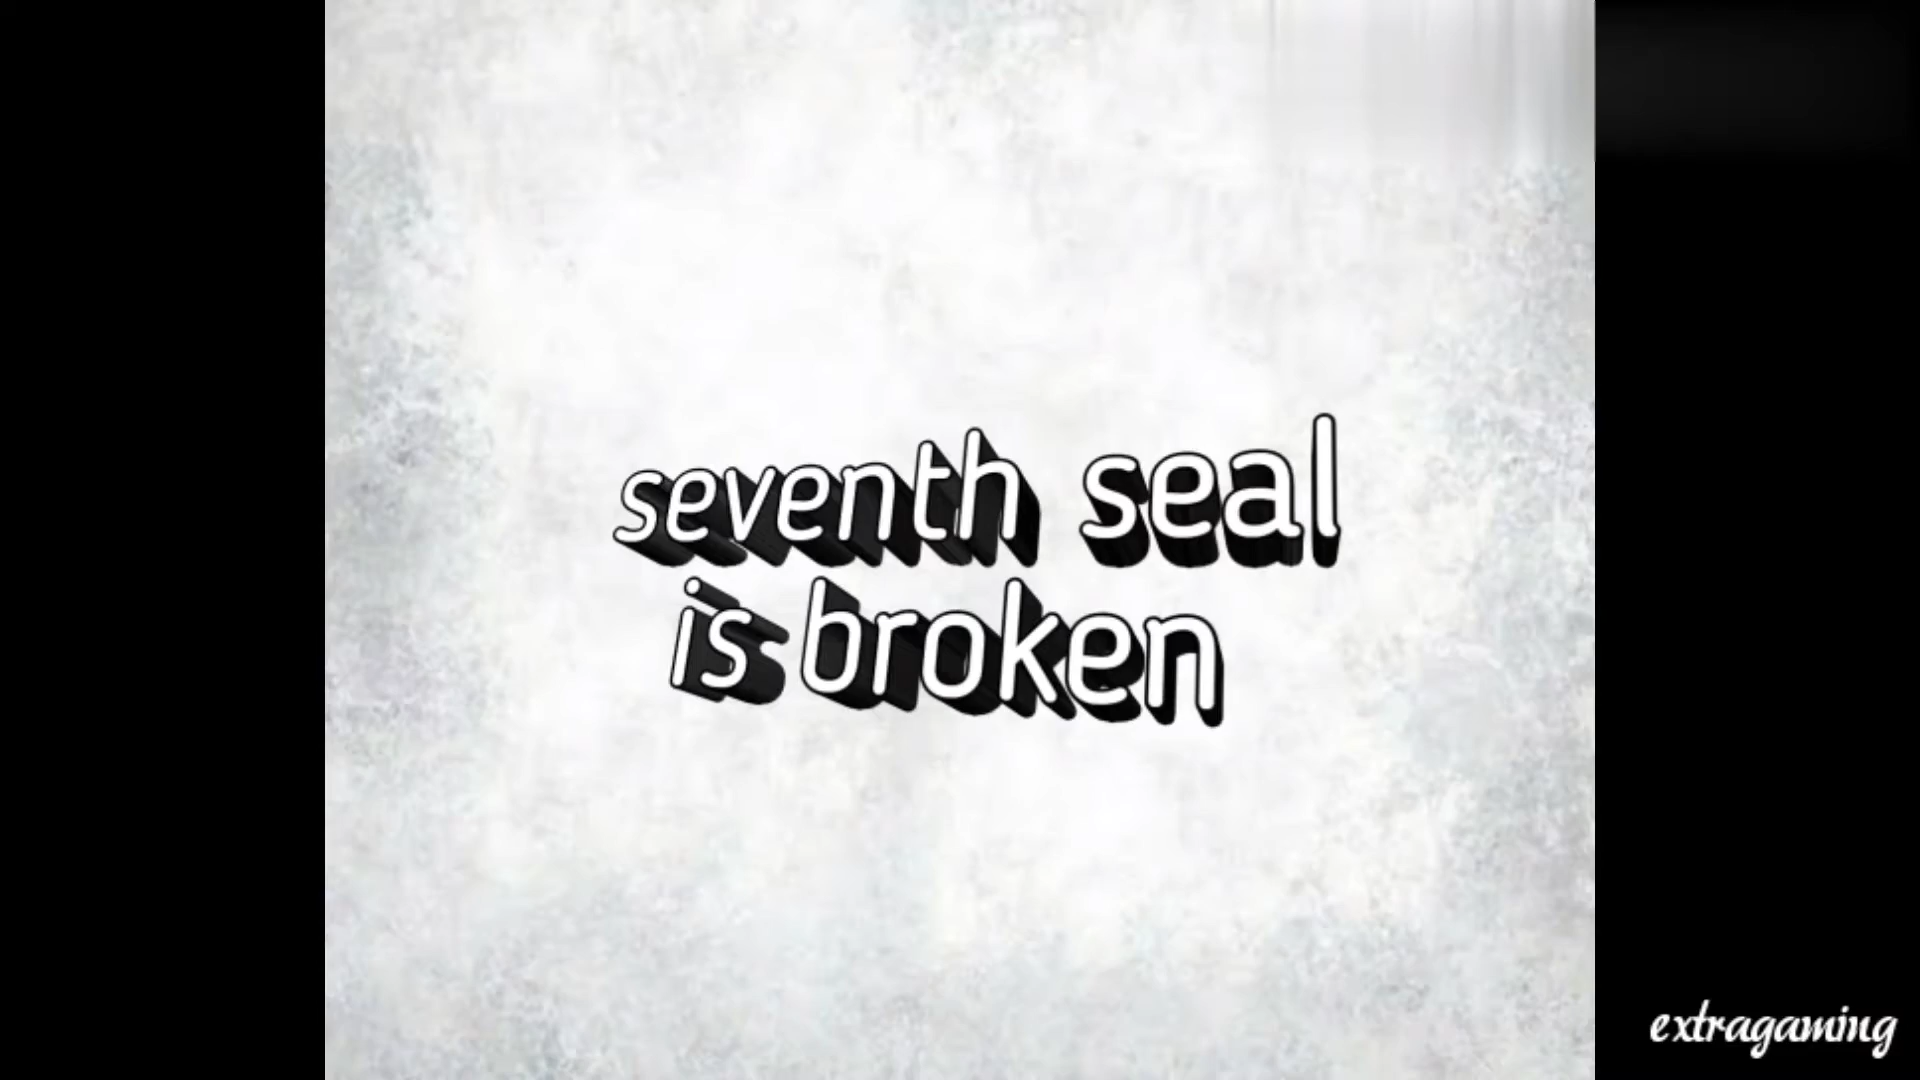 seventh seal
is broken
extragaming